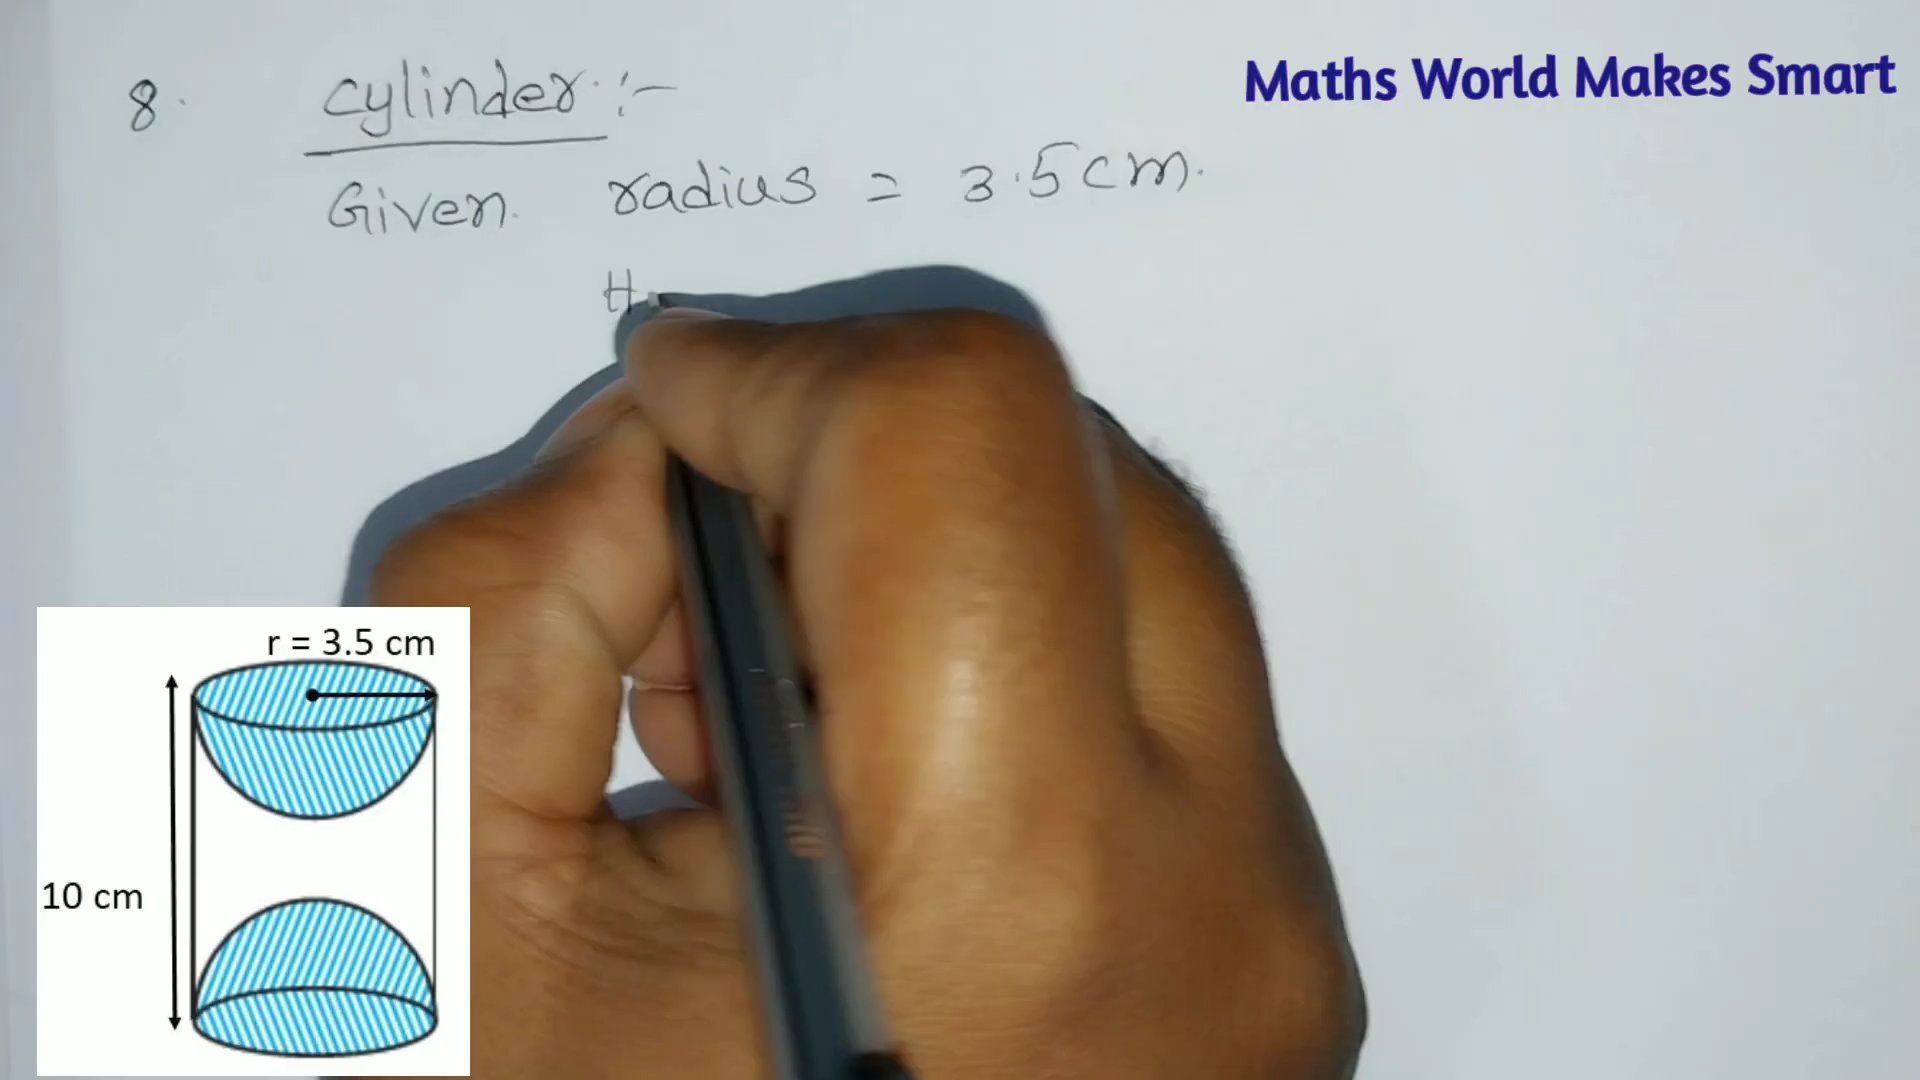 Maths World Makes Smart
8. Cylinder :-
Given radius = 3.5 cm.
H
r = 3.5 cm
10 cm